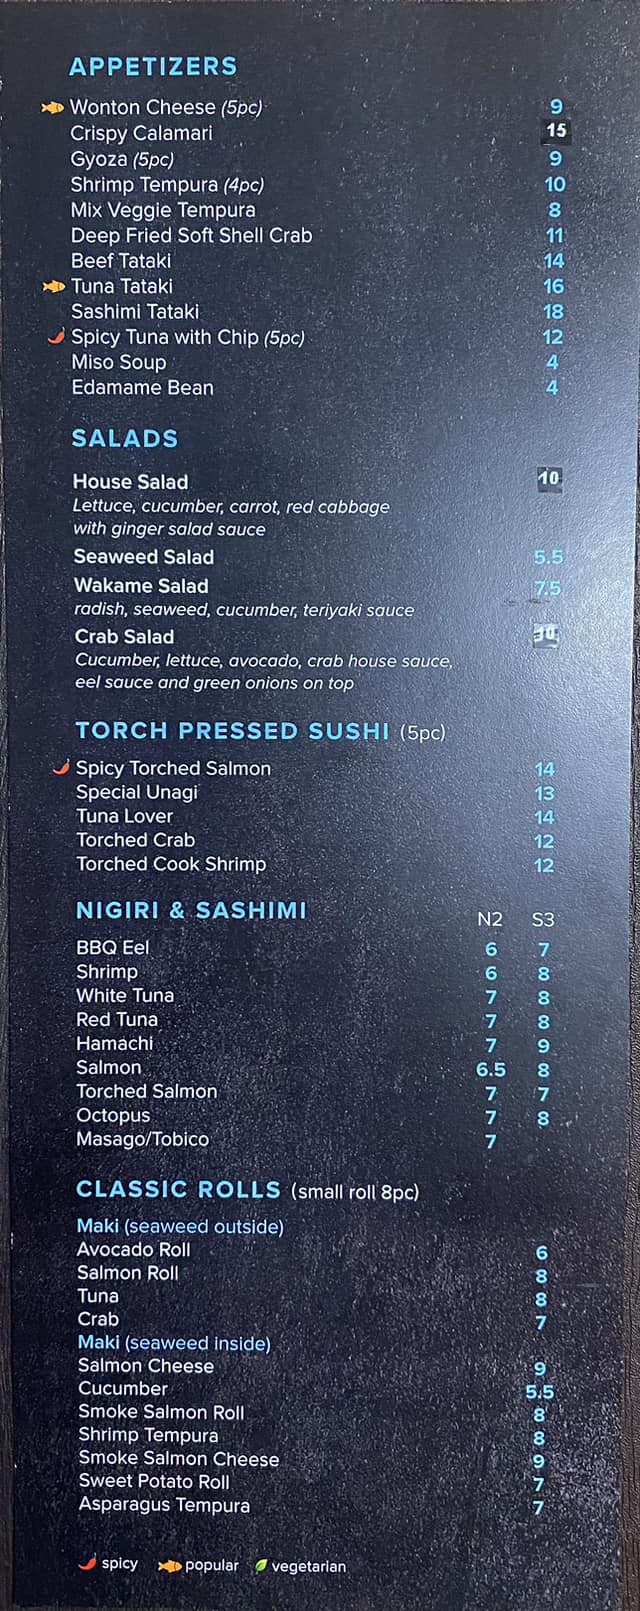 APPETIZERS
Wonton Cheese (5pc) 9
Crispy Calamari 15
Gyoza (5pc) 9
Shrimp Tempura (4pc) 10
Mix Veggie Tempura 8
Deep Fried Soft Shell Crab 11
Beef Tataki 14
Tuna Tataki 16
Sashimi Tataki 18
Spicy Tuna with Chip (5pc) 12
Miso Soup 4
Edamame Bean 4
SALADS
House Salad 10
Lettuce, cucumber, carrot, red cabbage
with ginger salad sauce
Seaweed Salad 5.5
Wakame Salad 7.5
radish, seaweed, cucumber, teriyaki sauce
Crab Salad 10
Cucumber, lettuce, avocado, crab house sauce,
eel sauce and green onions on top
TORCH PRESSED SUSHI (5pc)
Spicy Torched Salmon 14
Special Unagi 13
Tuna Lover 14
Torched Crab 12
Torched Cook Shrimp 12
NIGIRI & SASHIMI N2 S3
BBQ Eel 6 7
Shrimp 6 8
White Tuna 7 8
Red Tuna 7 8
Hamachi 7 9
Salmon 6.5 8
Torched Salmon 7 7
Octopus 7 8
Masago/Tobico 7
CLASSIC ROLLS (small roll 8pc)
Maki (seaweed outside)
Avocado Roll 6
Salmon Roll 8
Tuna 8
Crab 7
Maki (seaweed inside)
Salmon Cheese 9
Cucumber 5.5
Smoke Salmon Roll 8
Shrimp Tempura 8
Smoke Salmon Cheese 9
Sweet Potato Roll 7
Asparagus Tempura 7
spicy popular vegetarian